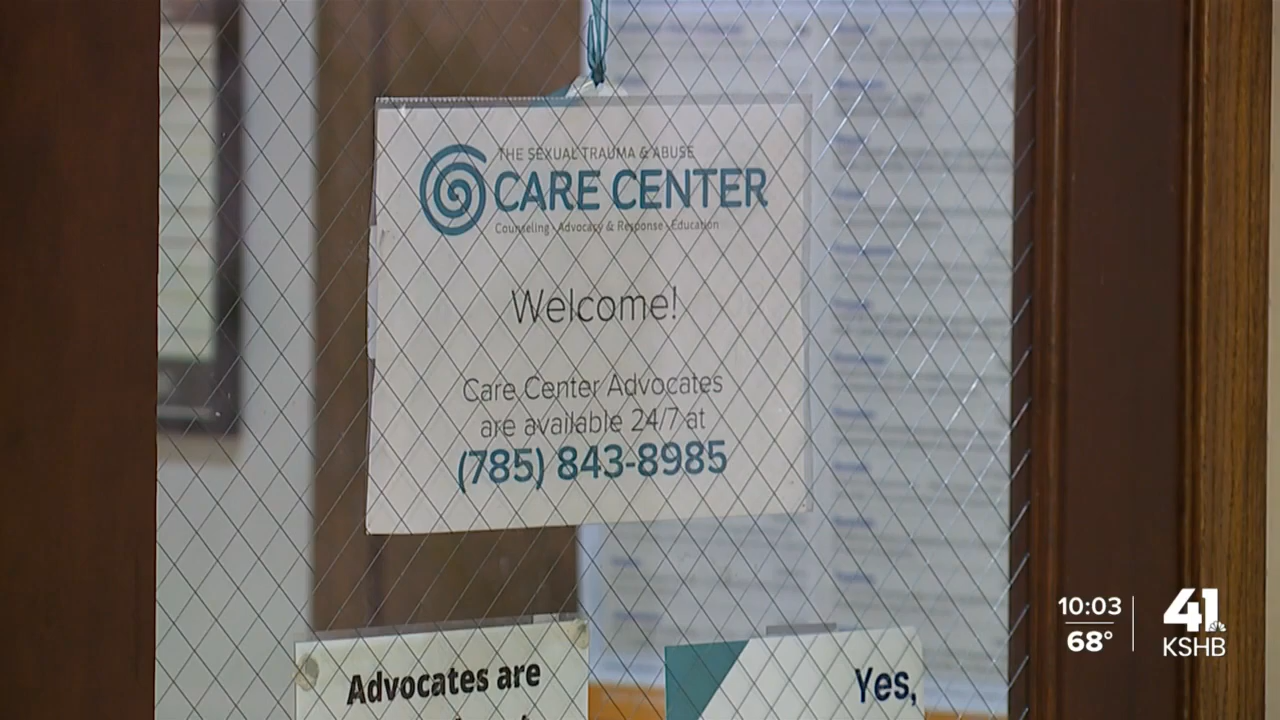 THE SEXUAL TRAUMA & ABUSE
CARE CENTER
Counseling · Advocacy & Response · Education
Welcome!
Care Center Advocates
are available 24/7 at
(785) 843-8985
Advocates are
Yes,
10:03
68°
41
KSHB